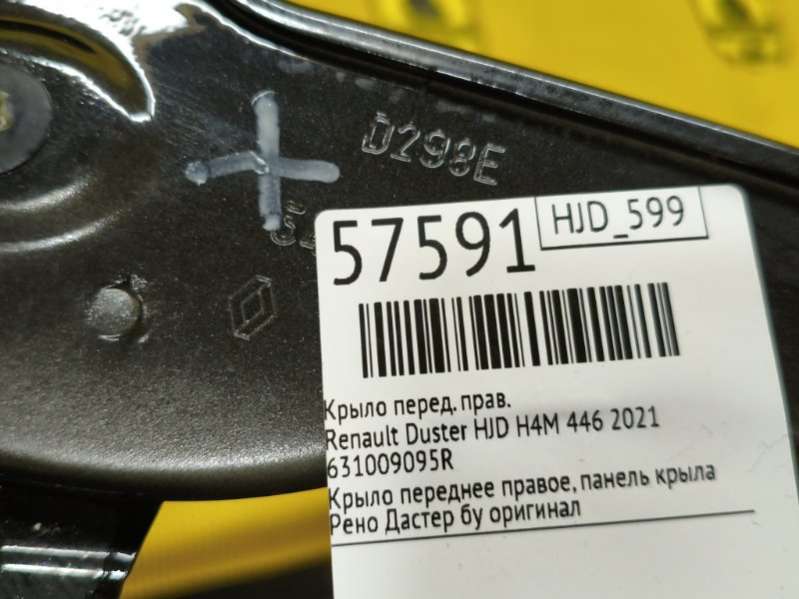 D298E
57591
HJD_599
Крыло перед. прав.
Renault Duster HJD H4M 446 2021
631009095R
Крыло переднее правое, панель крыла
Рено Дастер бу оригинал